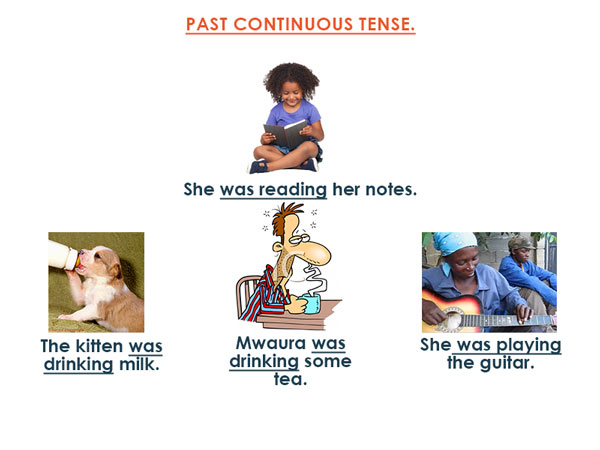 PAST CONTINUOUS TENSE.
She was reading her notes.
The kitten was
drinking milk.
Mwaura was
drinking some
tea.
She was playing
the guitar.